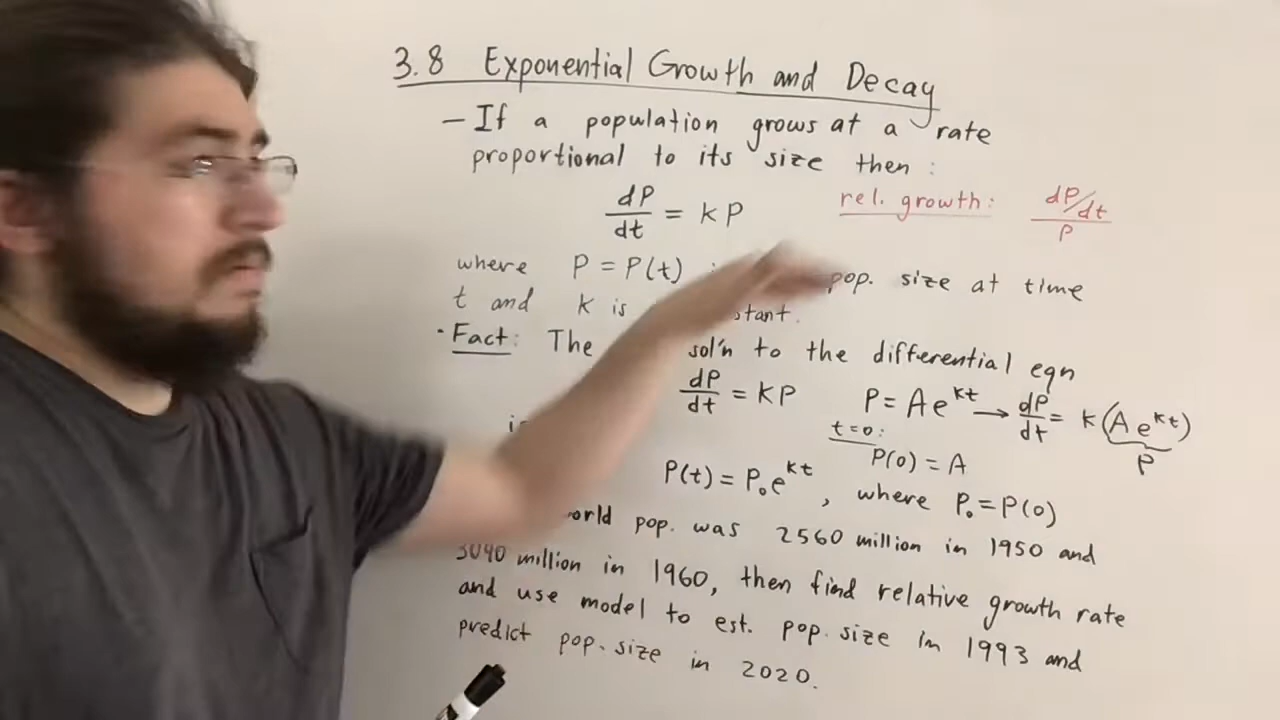 3.8 Exponential Growth and Decay
– If a population grows at a rate
proportional to its size then:
dP/dt = kP
rel. growth: (dP/dt)/P
where P = P(t) pop. size at time
t and k is
· Fact: The sol'n to the differential eqn
dP/dt = kP P = Ae^kt → dP/dt = k(Ae^kt)
P
t=0:
P(0) = A
P(t) = P₀e^kt, where P₀ = P(0)
pop. was 2560 million in 1950 and
3040 million in 1960, then find relative growth rate
and use model to est. pop. size in 1993 and
predict pop. size in 2020.